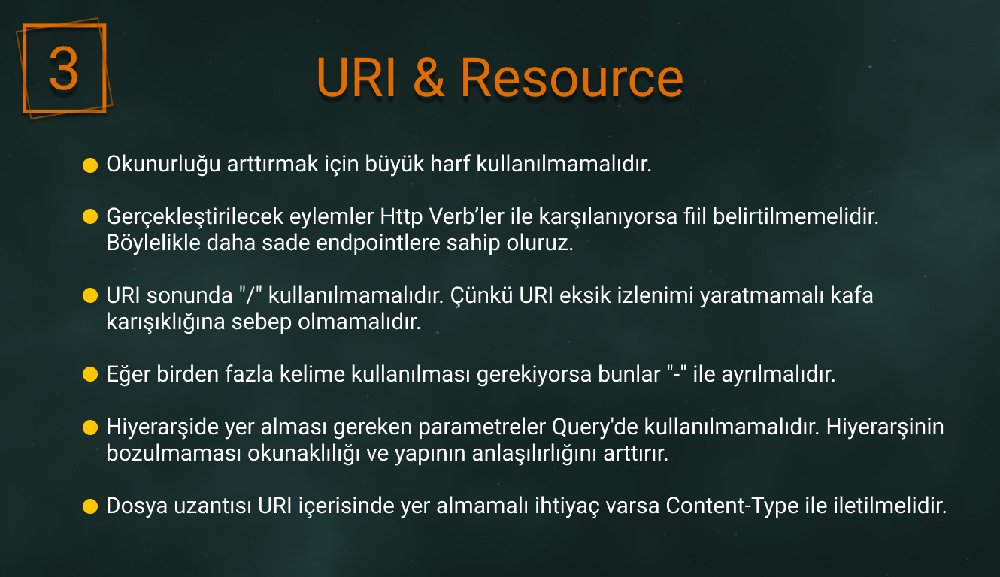 3
URI & Resource
Okunurluğu arttırmak için büyük harf kullanılmamalıdır.
Gerçekleştirilecek eylemler Http Verb’ler ile karşılanıyorsa fiil belirtilmemelidir.
Böylelikle daha sade endpointlere sahip oluruz.
URI sonunda "/" kullanılmamalıdır. Çünkü URI eksik izlenimi yaratmamalı kafa
karışıklığına sebep olmamalıdır.
Eğer birden fazla kelime kullanılması gerekiyorsa bunlar "-" ile ayrılmalıdır.
Hiyerarşide yer alması gereken parametreler Query'de kullanılmamalıdır. Hiyerarşinin
bozulmaması okunaklılığı ve yapının anlaşılırlığını arttırır.
Dosya uzantısı URI içerisinde yer almamalı ihtiyaç varsa Content-Type ile iletilmelidir.